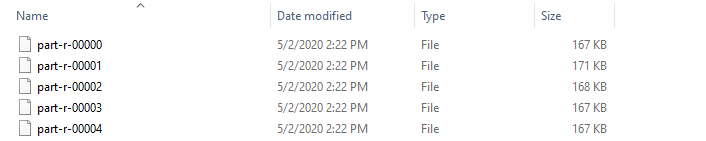 Name Date modified Type Size
part-r-00000 5/2/2020 2:22 PM File 167 KB
part-r-00001 5/2/2020 2:22 PM File 171 KB
part-r-00002 5/2/2020 2:22 PM File 168 KB
part-r-00003 5/2/2020 2:22 PM File 167 KB
part-r-00004 5/2/2020 2:22 PM File 167 KB